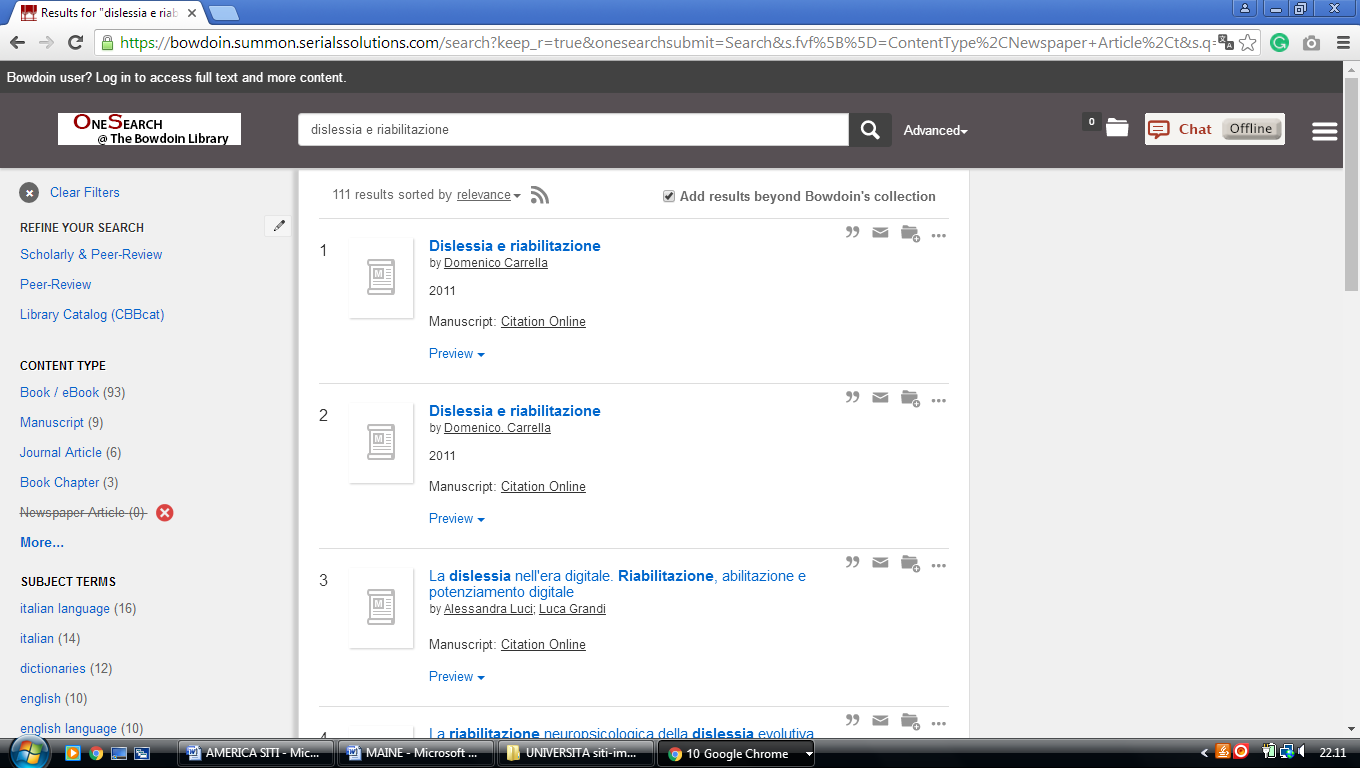 Results for "dislessia e riab
https://bowdoin.summon.serialssolutions.com/search?keep_r=true&onesearchsubmit=Search&s.fvf%5B%5D=ContentType%2CNewspaper+Article%2Ct&s.q=
Bowdoin user? Log in to access full text and more content.
ONESEARCH
@ The Bowdoin Library
dislessia e riabilitazione
Advanced
0
Chat Offline
Clear Filters
REFINE YOUR SEARCH
Scholarly & Peer-Review
Peer-Review
Library Catalog (CBBcat)
CONTENT TYPE
Book / eBook (93)
Manuscript (9)
Journal Article (6)
Book Chapter (3)
Newspaper Article (0)
More...
SUBJECT TERMS
italian language (16)
italian (14)
dictionaries (12)
english (10)
english language (10)
111 results sorted by relevance
Add results beyond Bowdoin's collection
1
Dislessia e riabilitazione
by Domenico Carrella
2011
Manuscript: Citation Online
Preview
2
Dislessia e riabilitazione
by Domenico. Carrella
2011
Manuscript: Citation Online
Preview
3
La dislessia nell'era digitale. Riabilitazione, abilitazione e
potenziamento digitale
by Alessandra Luci; Luca Grandi
Manuscript: Citation Online
Preview
4
La riabilitazione neuropsicologica della dislessia evolutiva
AMERICA SITI - Mic...
MAINE - Microsoft ...
UNIVERSITA siti-im...
10 Google Chrome
22.11